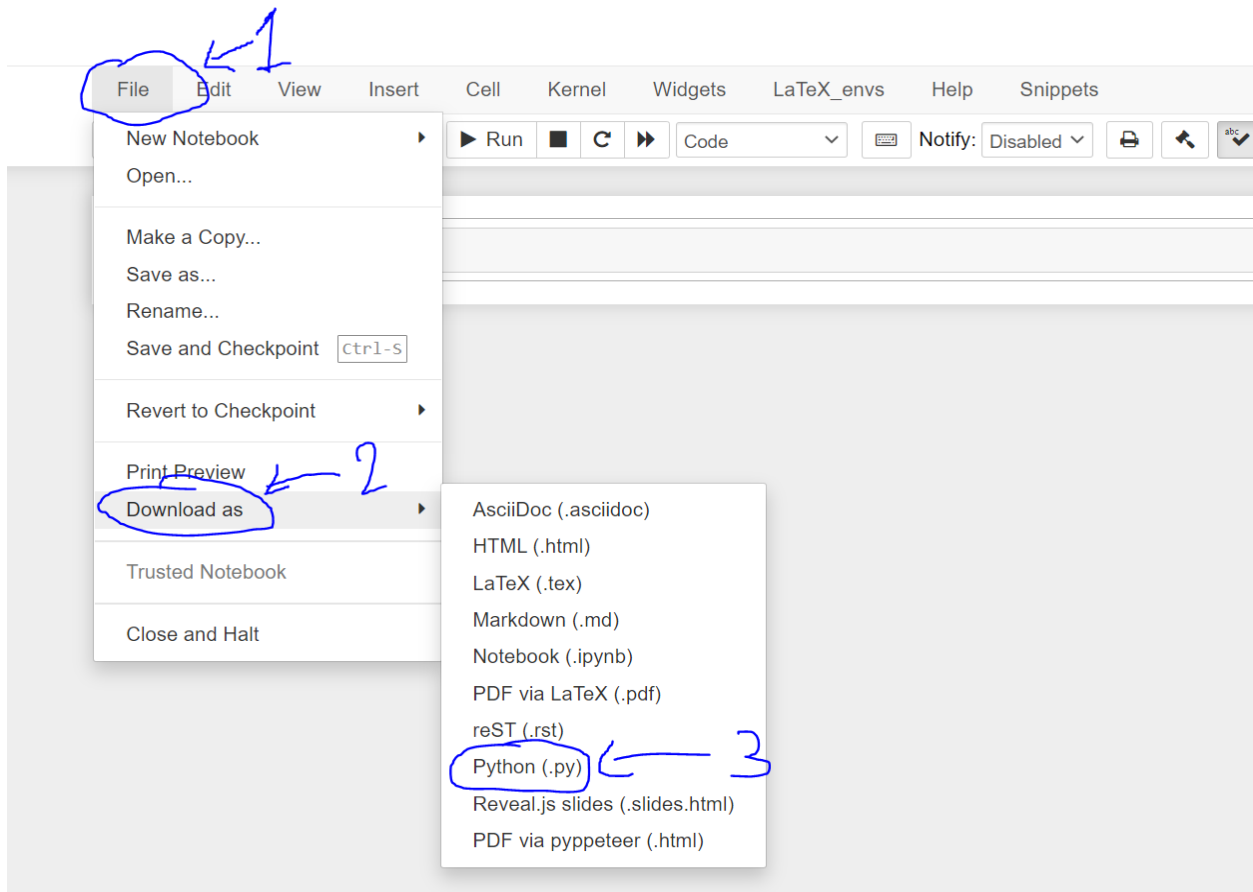 1
File Edit View Insert Cell Kernel Widgets LaTeX_envs Help Snippets
New Notebook
Run Code Notify: Disabled abc
Open...
Make a Copy...
Save as...
Rename...
Save and Checkpoint Ctrl-S
Revert to Checkpoint
2
Print Preview
Download as
AsciiDoc (.asciidoc)
HTML (.html)
Trusted Notebook
LaTeX (.tex)
Markdown (.md)
Close and Halt
Notebook (.ipynb)
PDF via LaTeX (.pdf)
reST (.rst)
Python (.py) 3
Reveal.js slides (.slides.html)
PDF via pyppeteer (.html)